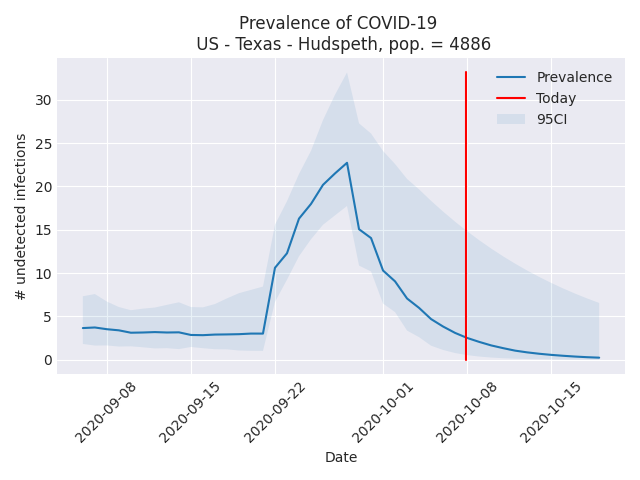 Prevalence of COVID-19
US - Texas - Hudspeth, pop. = 4886
Prevalence
Today
95CI
# undetected infections
30
25
20
15
10
5
0
2020-09-08
2020-09-15
2020-09-22
2020-10-01
2020-10-08
2020-10-15
Date